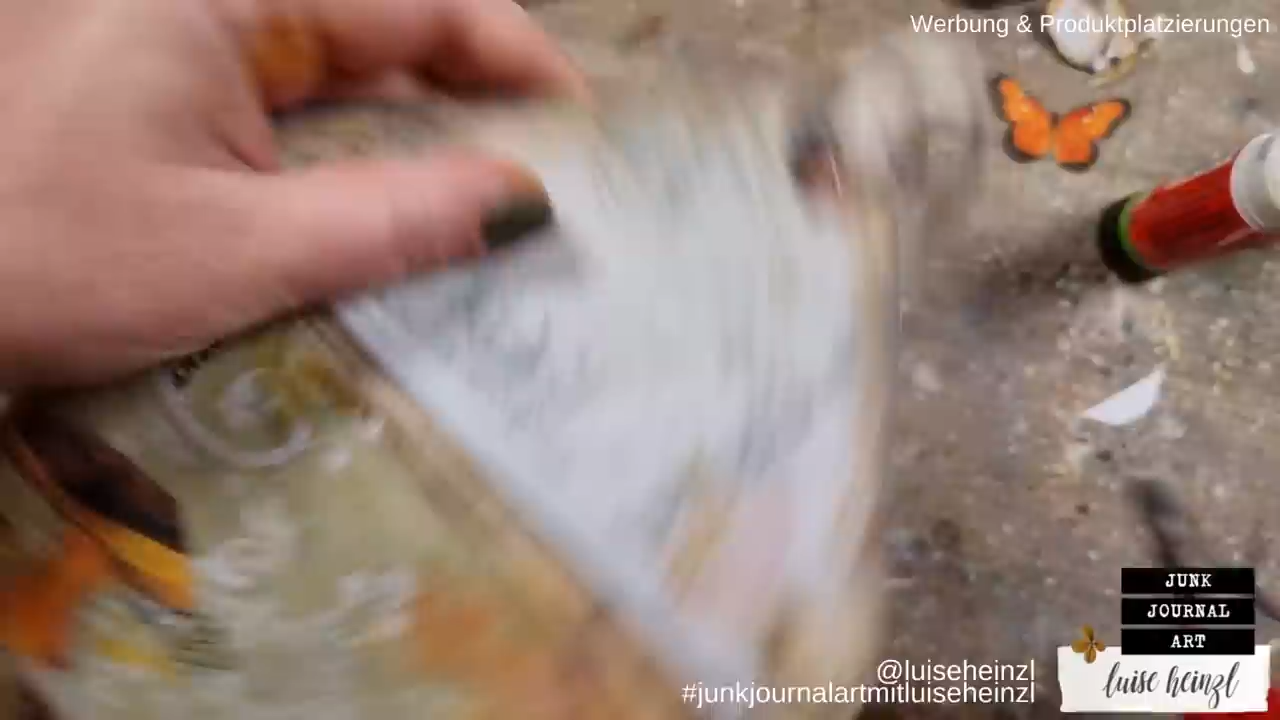 Werbung & Produktplatzierungen
JUNK
JOURNAL
ART
@luiseheinzl
#junkjournalartmitluiseheinzl
luise heinzl